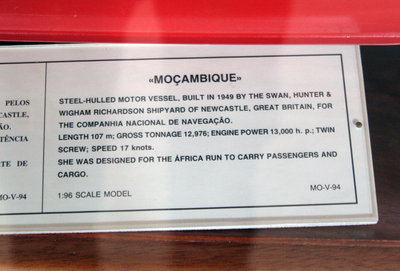 PELOS
CASTLE,
ÃO.
TÊNCIA
TE DE
MO-V-94
«MOÇAMBIQUE»
STEEL-HULLED MOTOR VESSEL, BUILT IN 1949 BY THE SWAN, HUNTER &
WIGHAM RICHARDSON SHIPYARD OF NEWCASTLE, GREAT BRITAIN, FOR
THE COMPANHIA NACIONAL DE NAVEGAÇÃO.
LENGTH 107 m; GROSS TONNAGE 12,976; ENGINE POWER 13,000 h. p.; TWIN
SCREW; SPEED 17 knots.
SHE WAS DESIGNED FOR THE ÁFRICA RUN TO CARRY PASSENGERS AND
CARGO.
1:96 SCALE MODEL MO-V-94